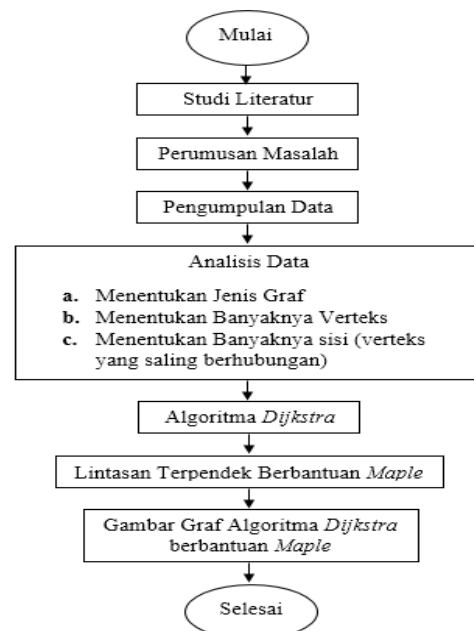 Mulai
Studi Literatur
Perumusan Masalah
Pengumpulan Data
Analisis Data
a. Menentukan Jenis Graf
b. Menentukan Banyaknya Verteks
c. Menentukan Banyaknya sisi (verteks
yang saling berhubungan)
Algoritma Dijkstra
Lintasan Terpendek Berbantuan Maple
Gambar Graf Algoritma Dijkstra
berbantuan Maple
Selesai